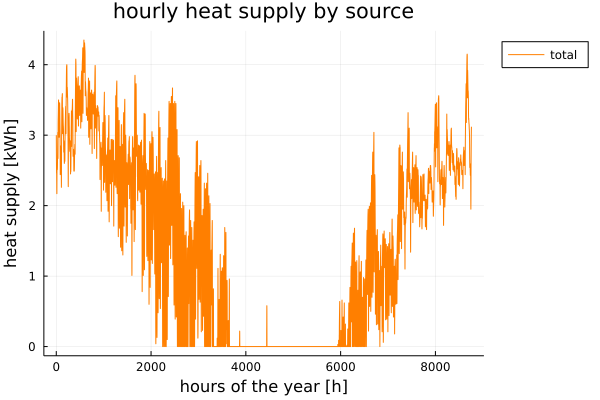 hourly heat supply by source
total
heat supply [kWh]
4
3
2
1
0
0 2000 4000 6000 8000
hours of the year [h]